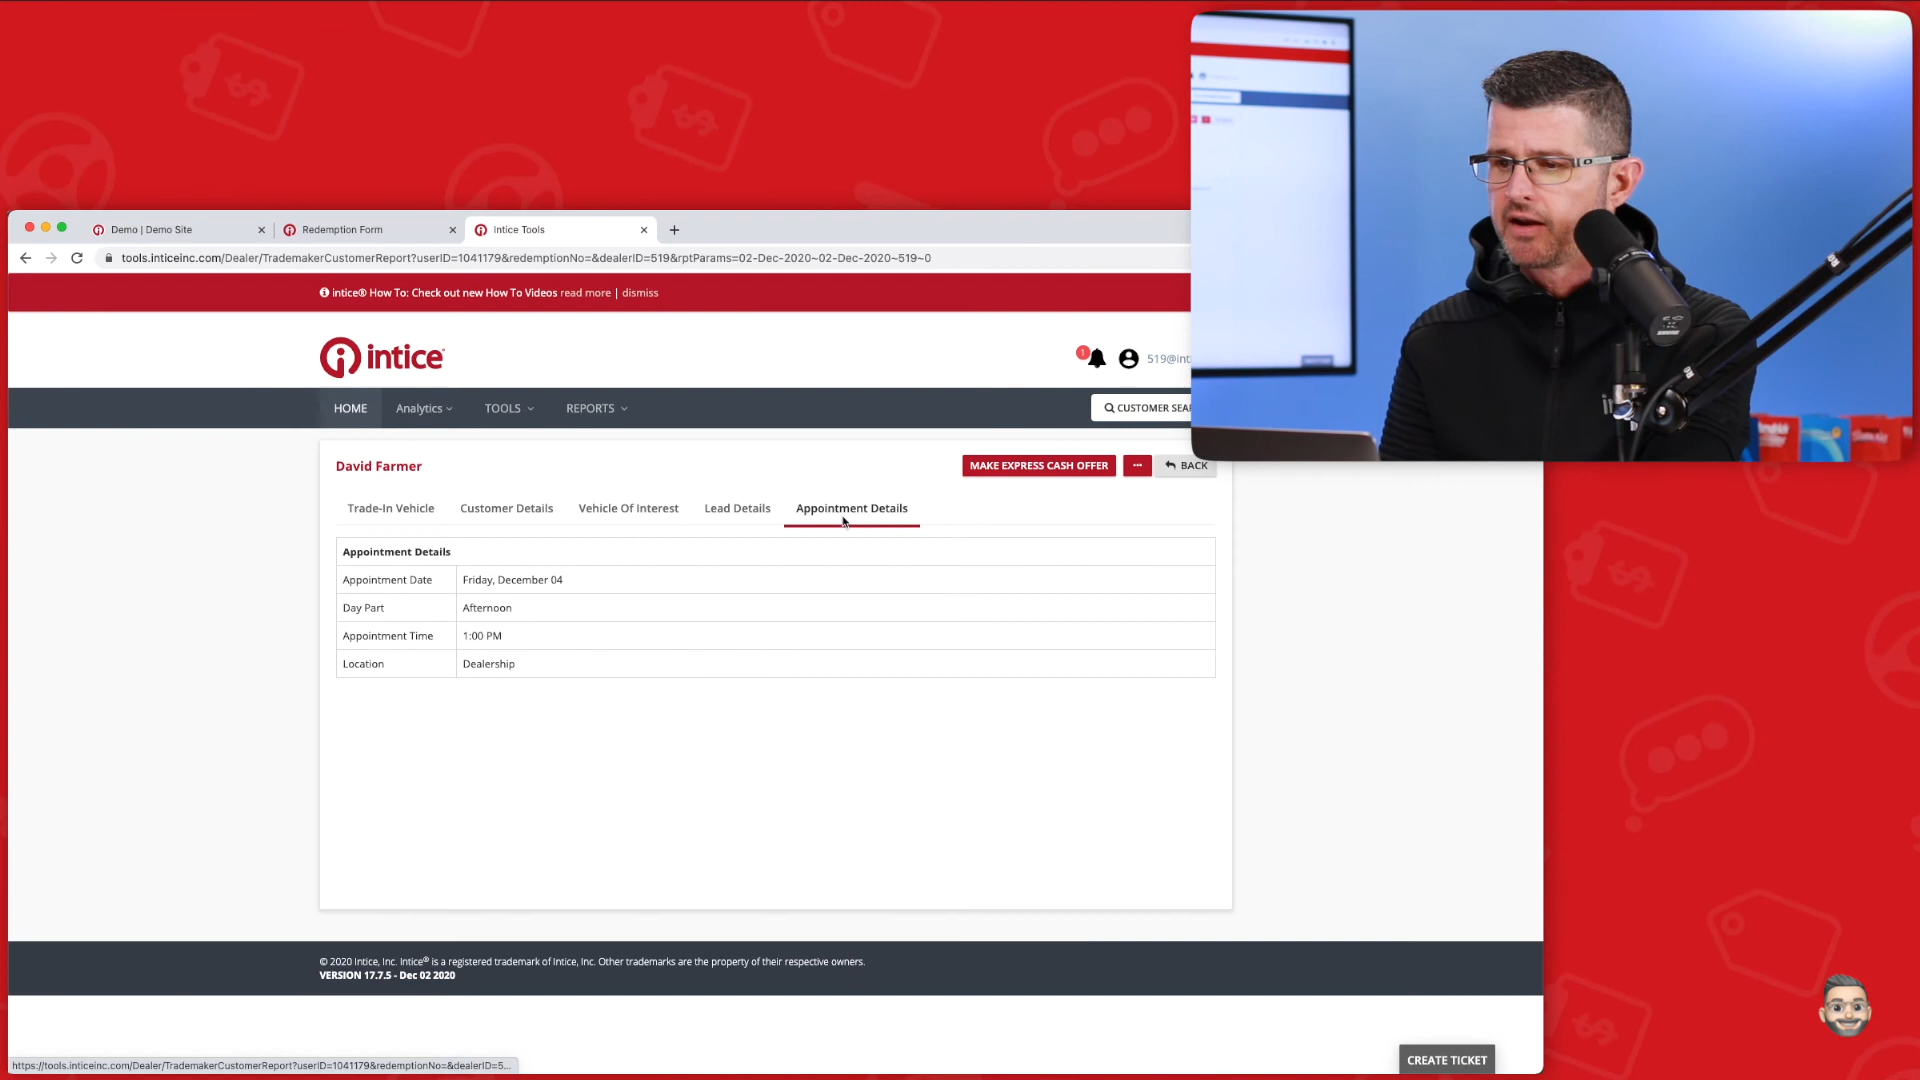 Demo | Demo Site
Redemption Form
Intice Tools
tools.inticeinc.com/Dealer/TrademakerCustomerReport?userID=1041179&redemptionNo=&dealerID=519&rptParams=02-Dec-2020~02-Dec-2020~519~0
intice® How To: Check out new How To Videos read more | dismiss
intice
1
519@int
HOME
Analytics
TOOLS
REPORTS
CUSTOMER SEAR
David Farmer
MAKE EXPRESS CASH OFFER
...
BACK
Trade-In Vehicle
Customer Details
Vehicle Of Interest
Lead Details
Appointment Details
Appointment Details
Appointment Date Friday, December 04
Day Part Afternoon
Appointment Time 1:00 PM
Location Dealership
© 2020 Intice, Inc. Intice® is a registered trademark of Intice, Inc. Other trademarks are the property of their respective owners.
VERSION 17.7.5 - Dec 02 2020
CREATE TICKET
https://tools.inticeinc.com/Dealer/TrademakerCustomerReport?userID=1041179&redemptionNo=&dealerID=5...